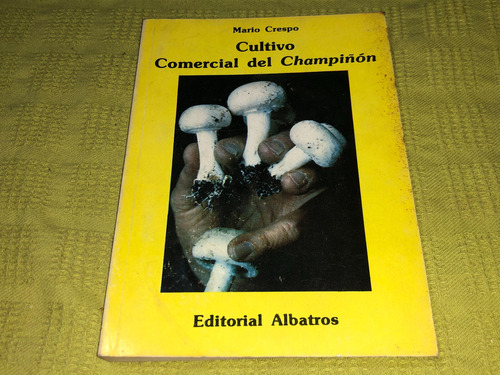 Mario Crespo
Cultivo
Comercial del Champiñón
Editorial Albatros